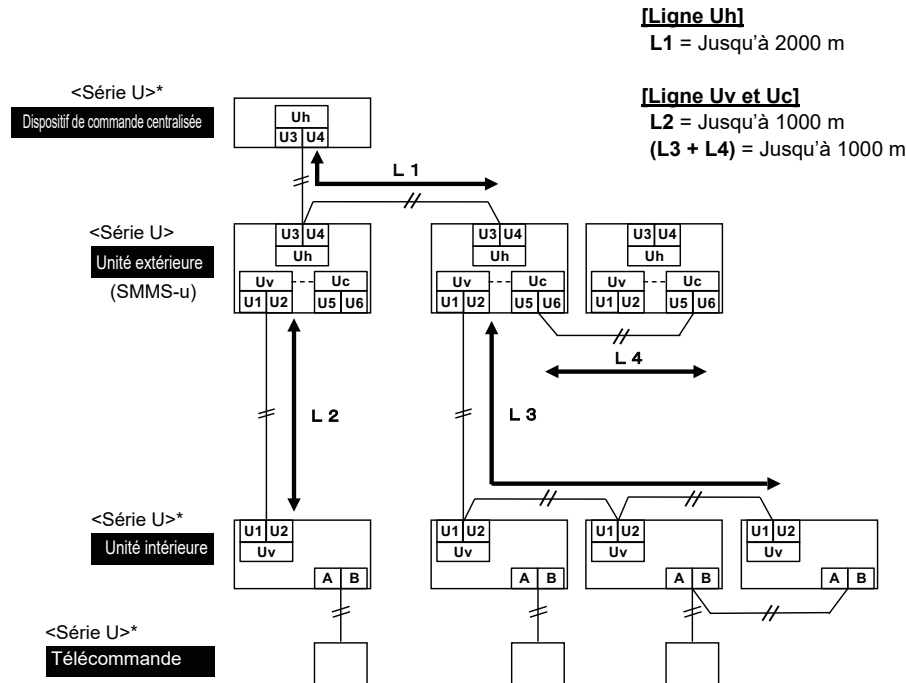 [Ligne Uh]
L1 = Jusqu'à 2000 m
<Série U>*
Dispositif de commande centralisée
Uh
U3 U4
[Ligne Uv et Uc]
L2 = Jusqu'à 1000 m
(L3 + L4) = Jusqu'à 1000 m
L 1
<Série U>
Unité extérieure
(SMMS-u)
U3 U4
Uh
Uv Uc
U1 U2 U5 U6
U3 U4
Uh
Uv Uc
U1 U2 U5 U6
U3 U4
Uh
Uv Uc
U1 U2 U5 U6
L 4
L 2
L 3
<Série U>*
Unité intérieure
U1 U2
Uv
A B
U1 U2
Uv
A B
U1 U2
Uv
A B
U1 U2
Uv
A B
<Série U>*
Télécommande